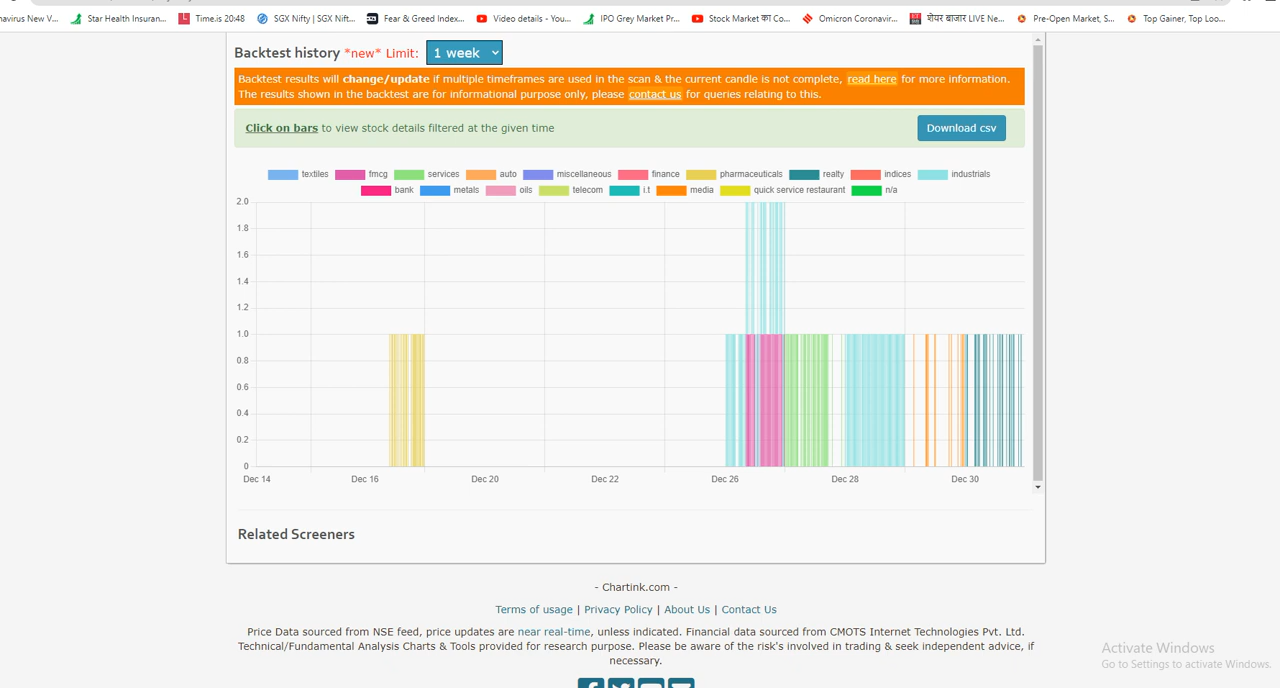 navirus New V... Star Health Insuran... Time.is 20:48 SGX Nifty | SGX Nift... Fear & Greed Index... Video details - You... IPO Grey Market Pr... Stock Market का Co... Omicron Coronavir... शेयर बाजार LIVE Ne... Pre-Open Market, S... Top Gainer, Top Loo...
Backtest history *new* Limit: 1 week
Backtest results will change/update if multiple timeframes are used in the scan & the current candle is not complete, read here for more information.
The results shown in the backtest are for informational purpose only, please contact us for queries relating to this.
Click on bars to view stock details filtered at the given time
Download csv
textiles fmcg services auto miscellaneous finance pharmaceuticals realty indices industrials
bank metals oils telecom i.t media quick service restaurant n/a
2.0
1.8
1.6
1.4
1.2
1.0
0.8
0.6
0.4
0.2
0
Dec 14 Dec 16 Dec 20 Dec 22 Dec 26 Dec 28 Dec 30
Related Screeners
- Chartink.com -
Terms of usage | Privacy Policy | About Us | Contact Us
Price Data sourced from NSE feed, price updates are near real-time, unless indicated. Financial data sourced from CMOTS Internet Technologies Pvt. Ltd.
Technical/Fundamental Analysis Charts & Tools provided for research purpose. Please be aware of the risk's involved in trading & seek independent advice, if
necessary.
Activate Windows
Go to Settings to activate Windows.